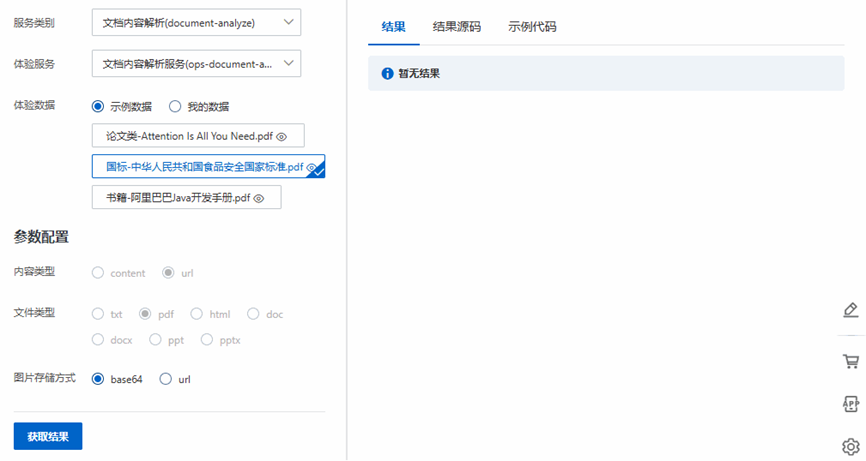 服务类别 文档内容解析(document-analyze)
体验服务 文档内容解析服务(ops-document-a...
体验数据 示例数据 我的数据
论文类-Attention Is All You Need.pdf
国标-中华人民共和国食品安全国家标准.pdf
书籍-阿里巴巴Java开发手册.pdf
参数配置
内容类型 content url
文件类型 txt pdf html doc
docx ppt pptx
图片存储方式 base64 url
获取结果
结果 结果源码 示例代码
暂无结果
APP